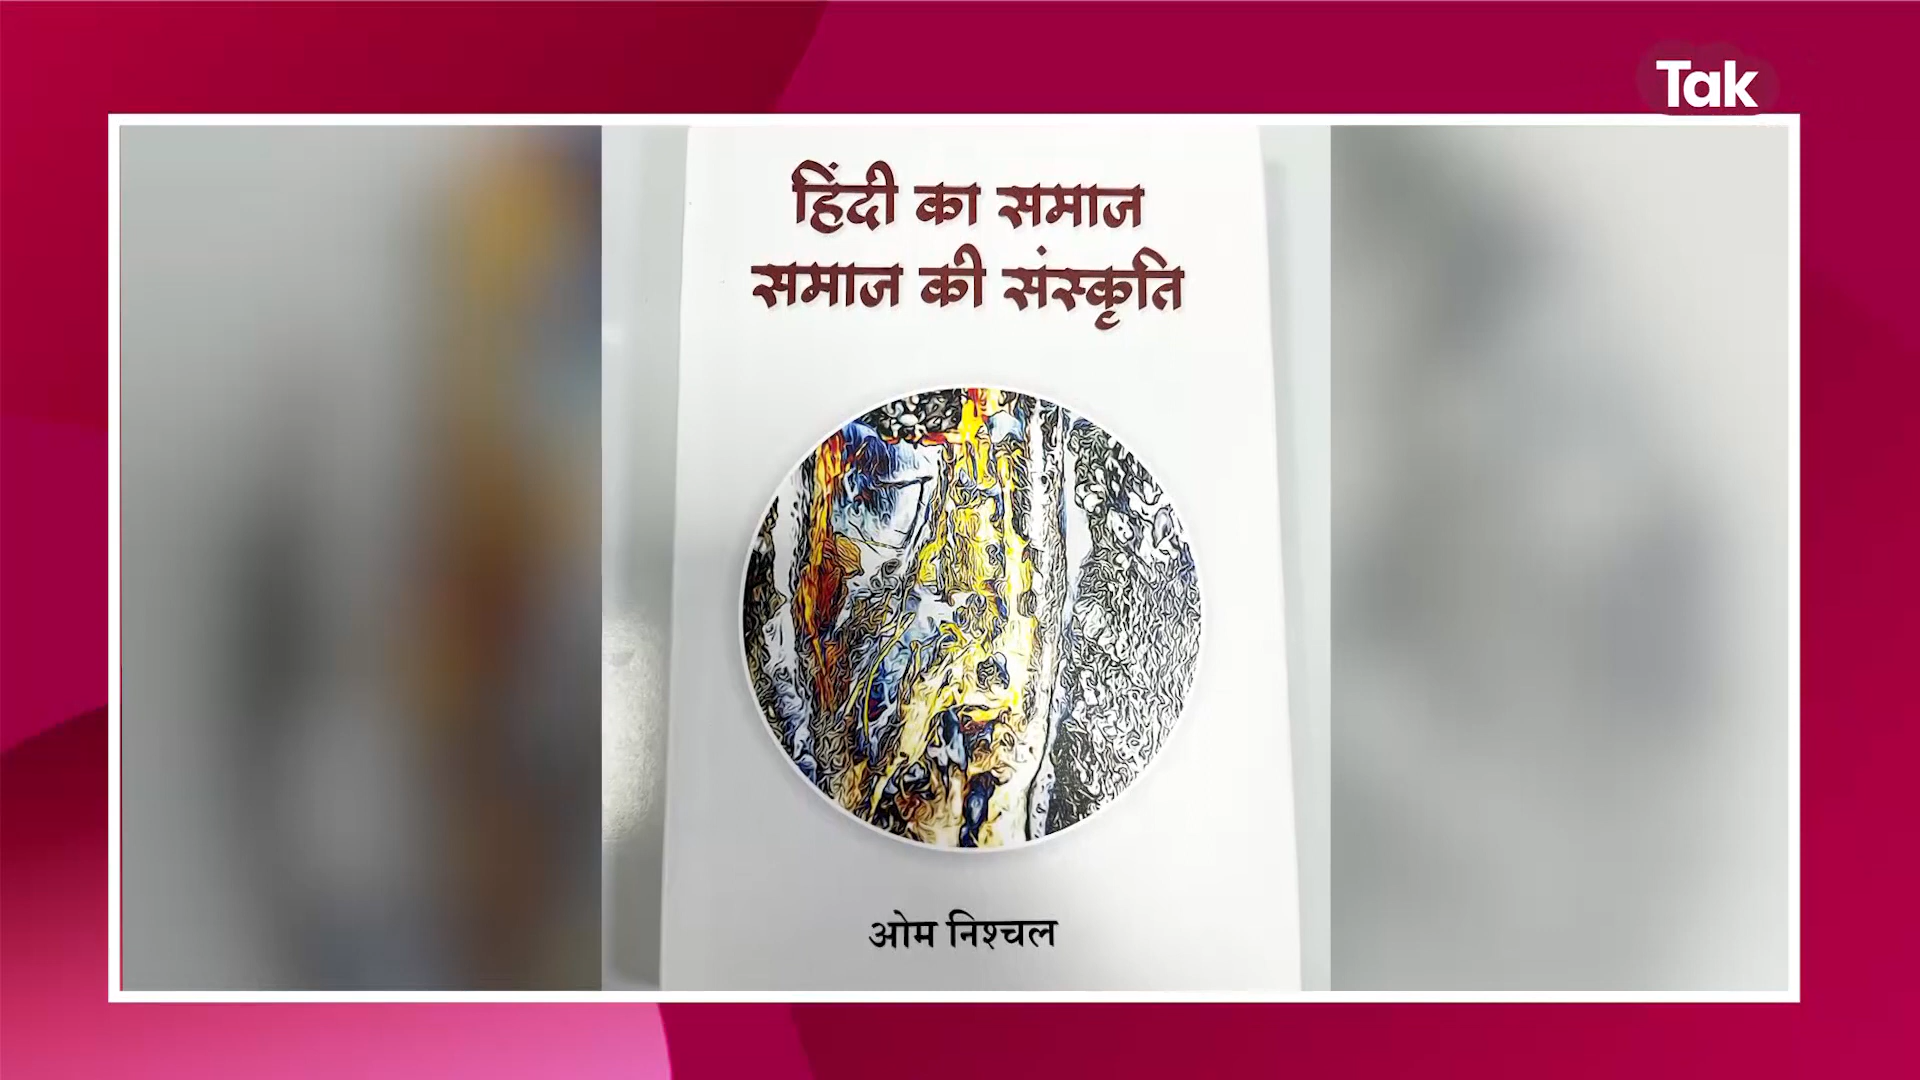 Tak
हिंदी का समाज
समाज की संस्कृति
ओम निश्चल